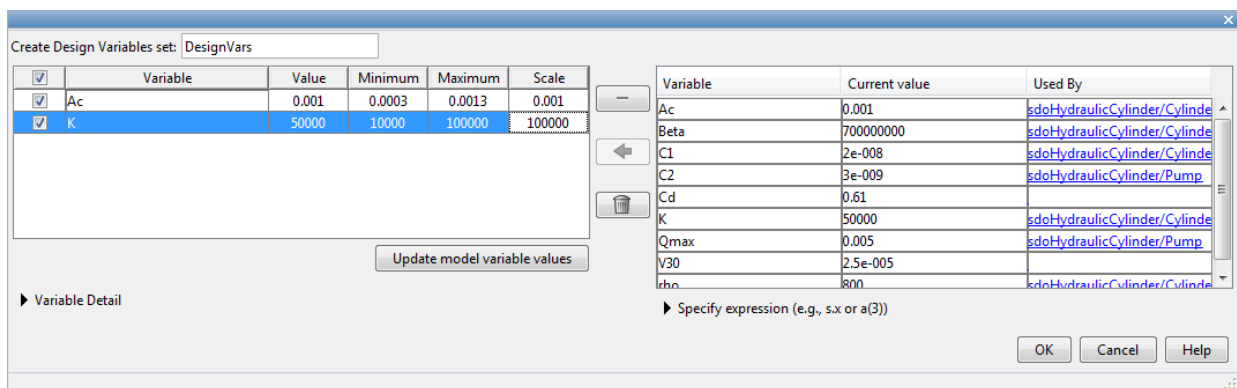 Create Design Variables set: DesignVars
Variable Value Minimum Maximum Scale
Ac 0.001 0.0003 0.0013 0.001
K 50000 10000 100000 100000
Update model variable values
Variable Detail
Variable Current value Used By
Ac 0.001 sdoHydraulicCylinder/Cylinde
Beta 700000000 sdoHydraulicCylinder/Cylinde
C1 2e-008 sdoHydraulicCylinder/Cylinde
C2 3e-009 sdoHydraulicCylinder/Pump
Cd 0.61
K 50000 sdoHydraulicCylinder/Cylinde
Qmax 0.005 sdoHydraulicCylinder/Pump
V30 2.5e-005
rho 800 sdoHydraulicCylinder/Cylinde
Specify expression (e.g., s.x or a(3))
OK Cancel Help